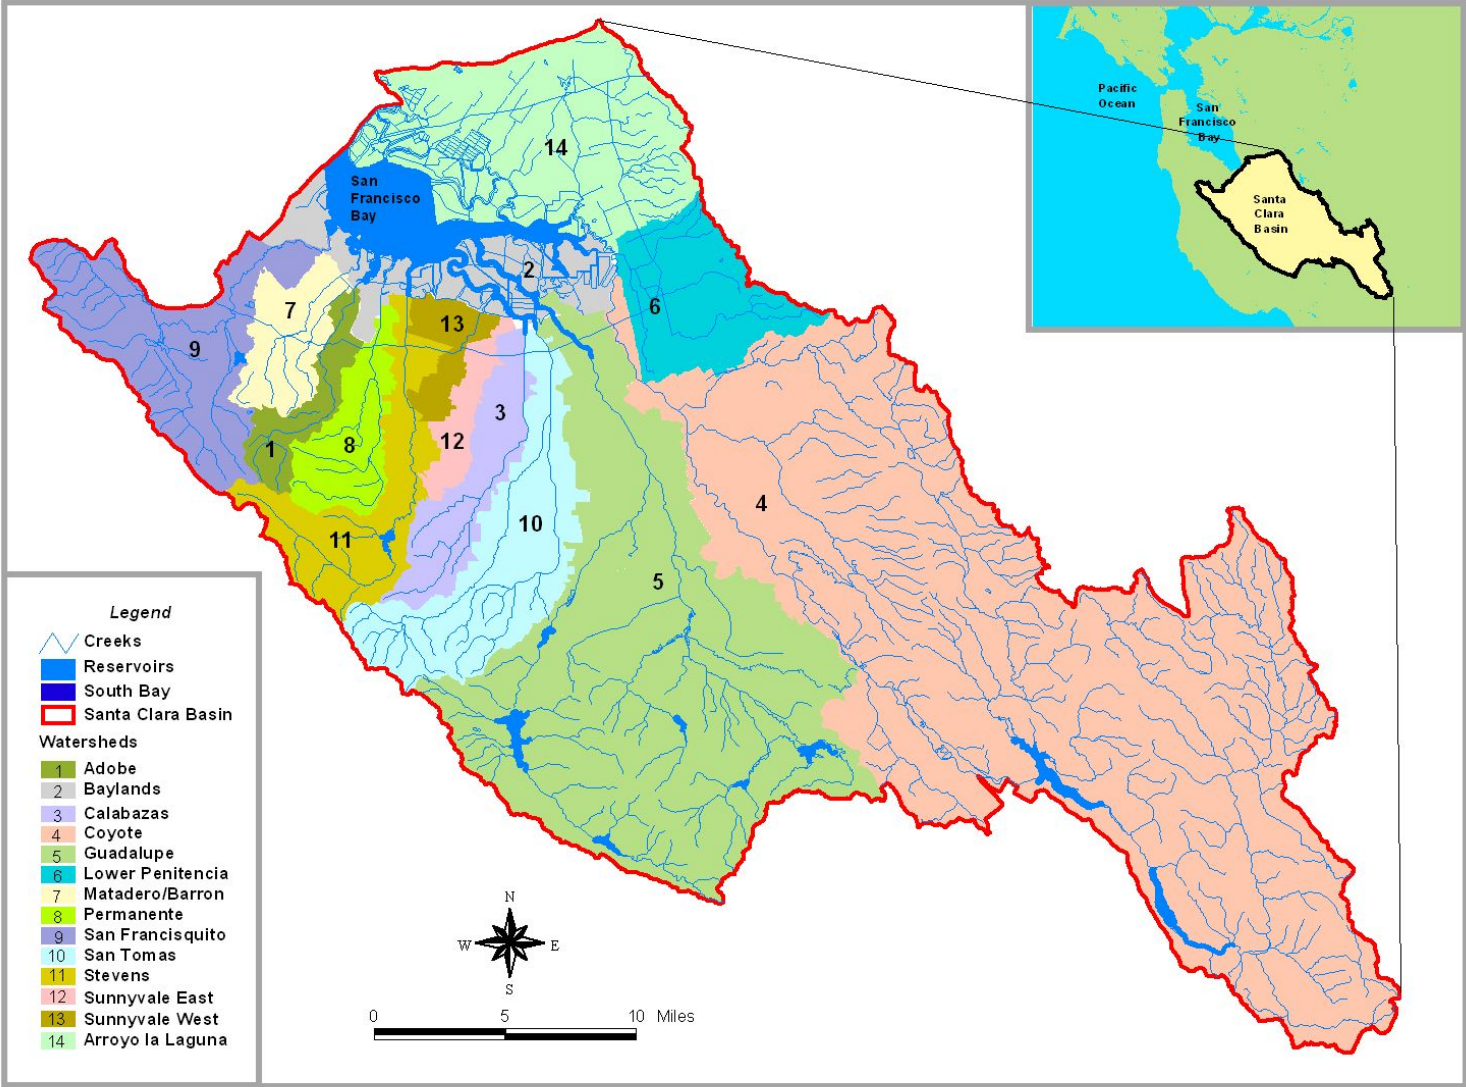 Pacific
Ocean
San
Francisco
Bay
Santa
Clara
Basin
14
San
Francisco
Bay
2
6
7
13
9
3
12
1
8
4
10
11
5
Legend
Creeks
Reservoirs
South Bay
Santa Clara Basin
Watersheds
1 Adobe
2 Baylands
3 Calabazas
4 Coyote
5 Guadalupe
6 Lower Penitencia
7 Matadero/Barron
8 Permanente
9 San Francisquito
10 San Tomas
11 Stevens
12 Sunnyvale East
13 Sunnyvale West
14 Arroyo la Laguna
N
W E
S
0 5 10 Miles